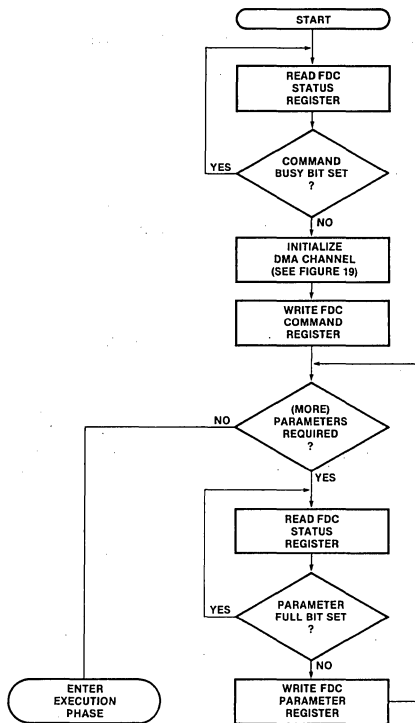 START
READ FDC
STATUS
REGISTER
COMMAND
BUSY BIT SET
?
YES
NO
INITIALIZE
DMA CHANNEL
(SEE FIGURE 19)
WRITE FDC
COMMAND
REGISTER
(MORE)
PARAMETERS
REQUIRED
?
NO
YES
READ FDC
STATUS
REGISTER
PARAMETER
FULL BIT SET
?
YES
NO
ENTER
EXECUTION
PHASE
WRITE FDC
PARAMETER
REGISTER